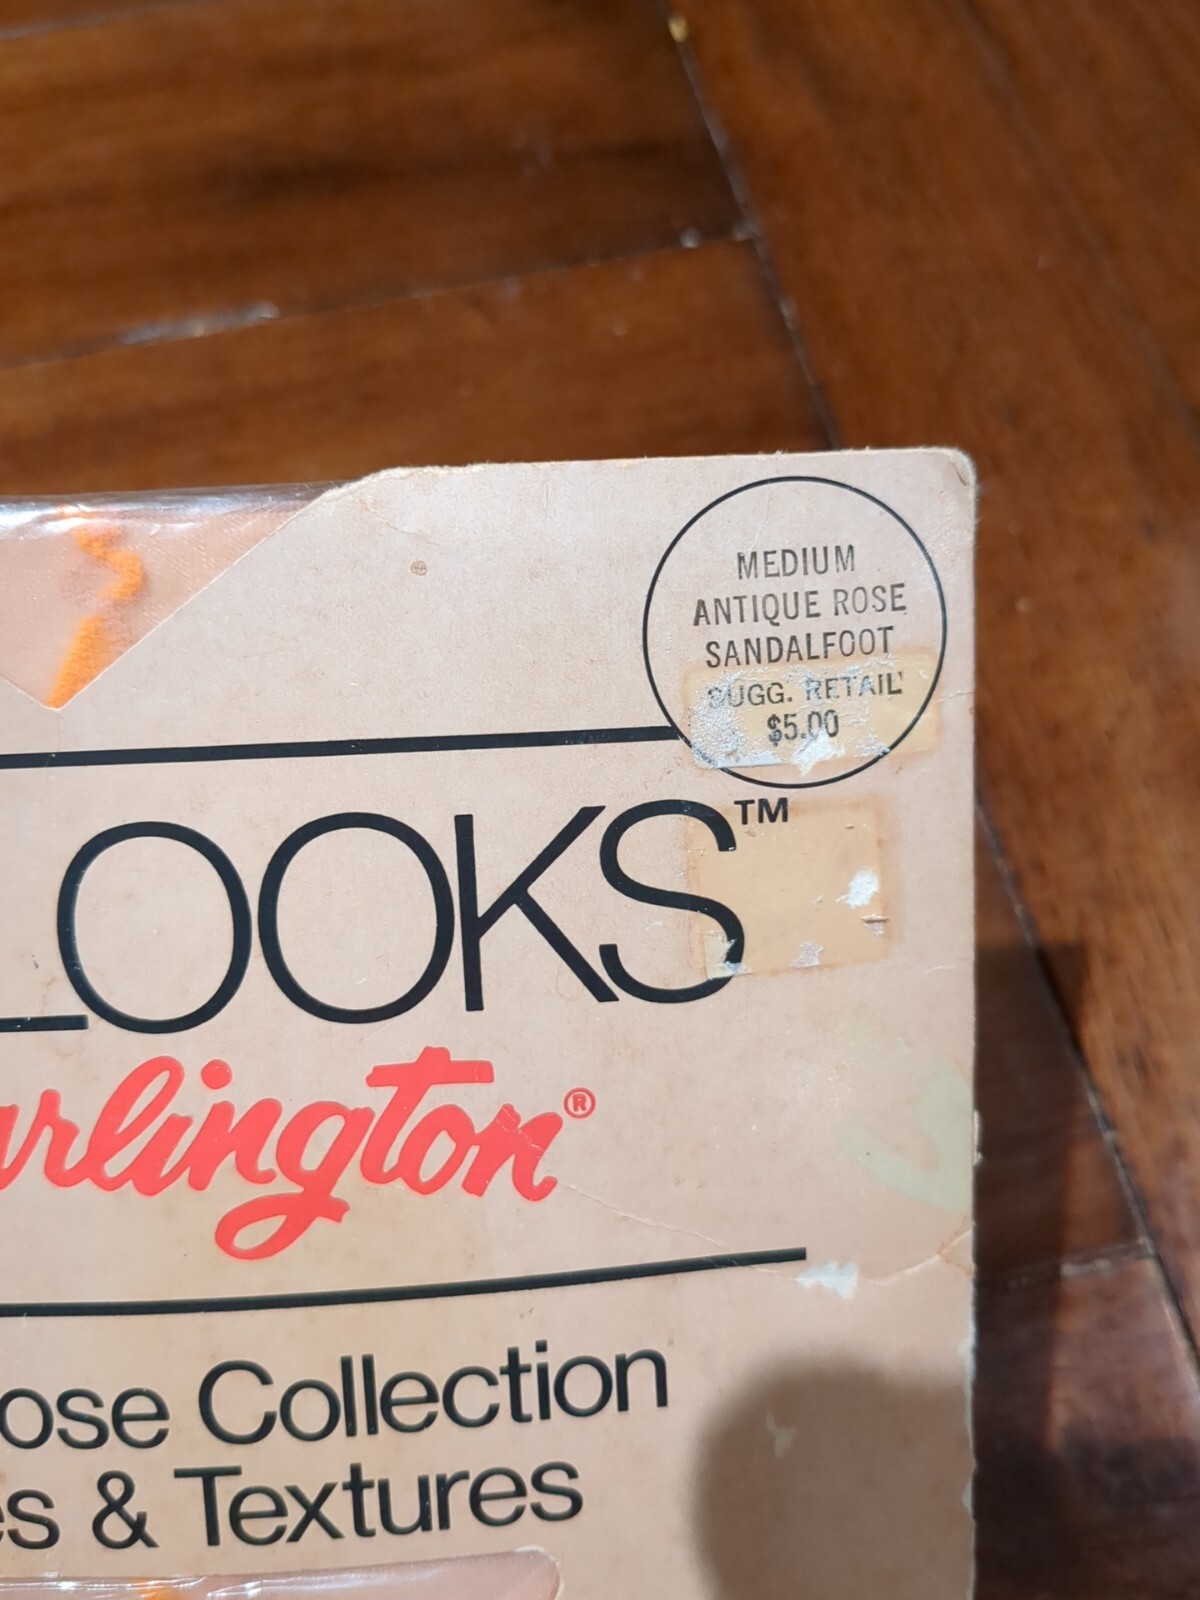 MEDIUM
ANTIQUE ROSE
SANDALFOOT
SUGG. RETAIL
$5.00
LOOKS™
arlington®
ose Collection
es & Textures